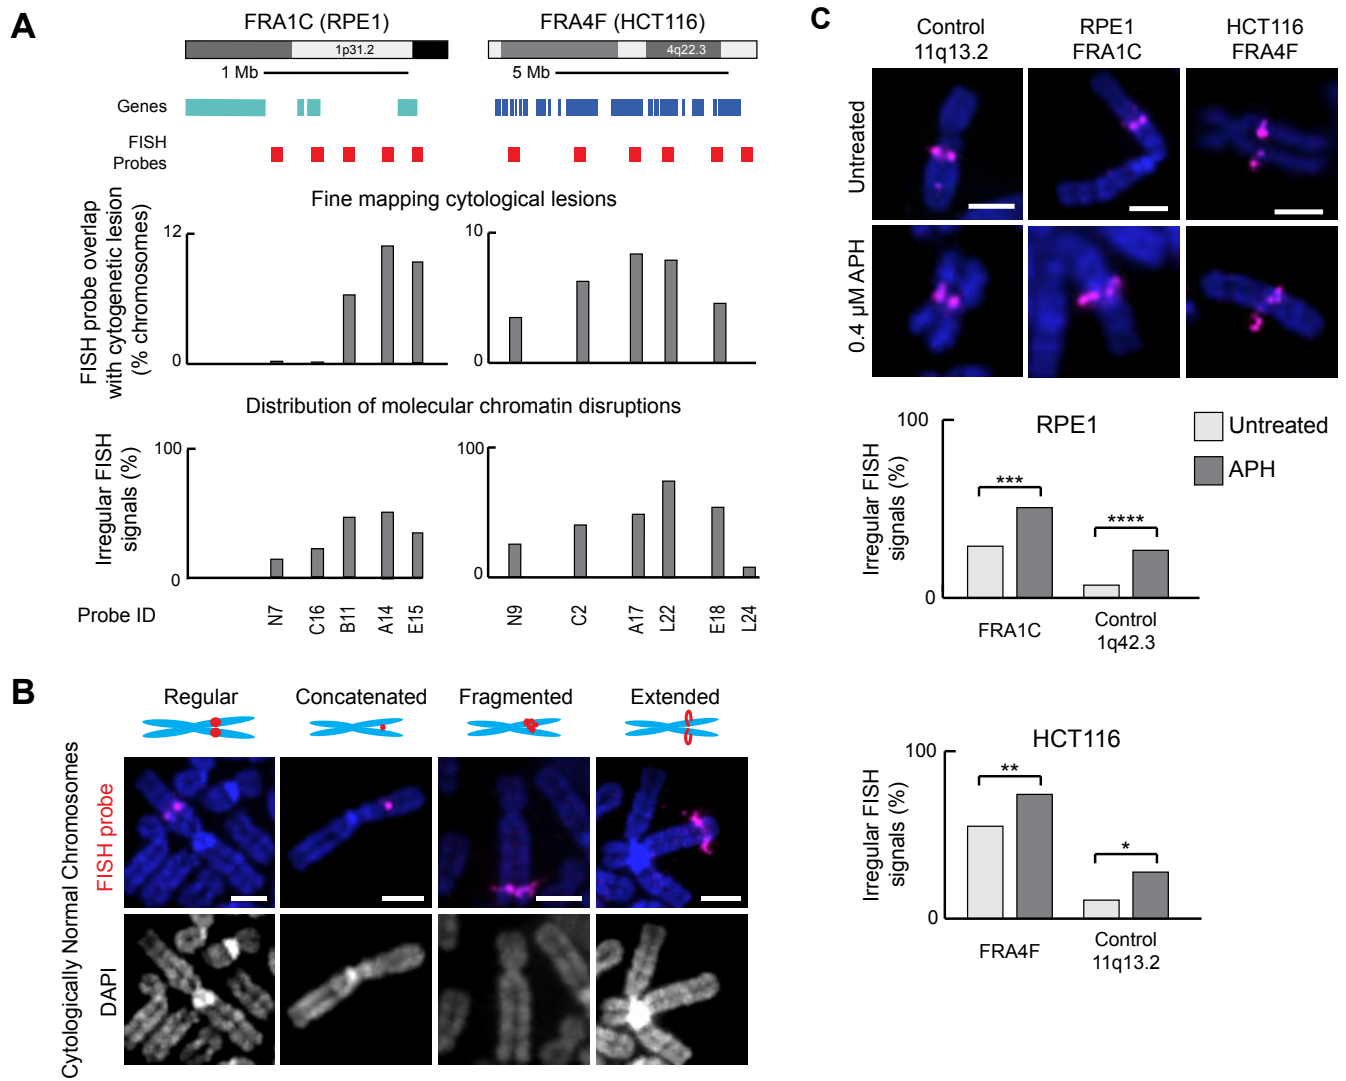 A
FRA1C (RPE1)
FRA4F (HCT116)
1p31.2
4q22.3
1 Mb
5 Mb
Genes
FISH
Probes
Fine mapping cytological lesions
FISH probe overlap
with cytogenetic lesion
(% chromosomes)
12
0
10
0
Distribution of molecular chromatin disruptions
Irregular FISH
signals (%)
100
0
100
0
Probe ID
N7
C16
B11
A14
E15
N9
C2
A17
L22
E18
L24
B
Regular
Concatenated
Fragmented
Extended
Cytologically Normal Chromosomes
FISH probe
DAPI
C
Control
11q13.2
RPE1
FRA1C
HCT116
FRA4F
Untreated
0.4 µM APH
RPE1
Untreated
APH
Irregular FISH
signals (%)
100
0
***
****
FRA1C
Control
1q42.3
HCT116
Irregular FISH
signals (%)
100
0
**
*
FRA4F
Control
11q13.2